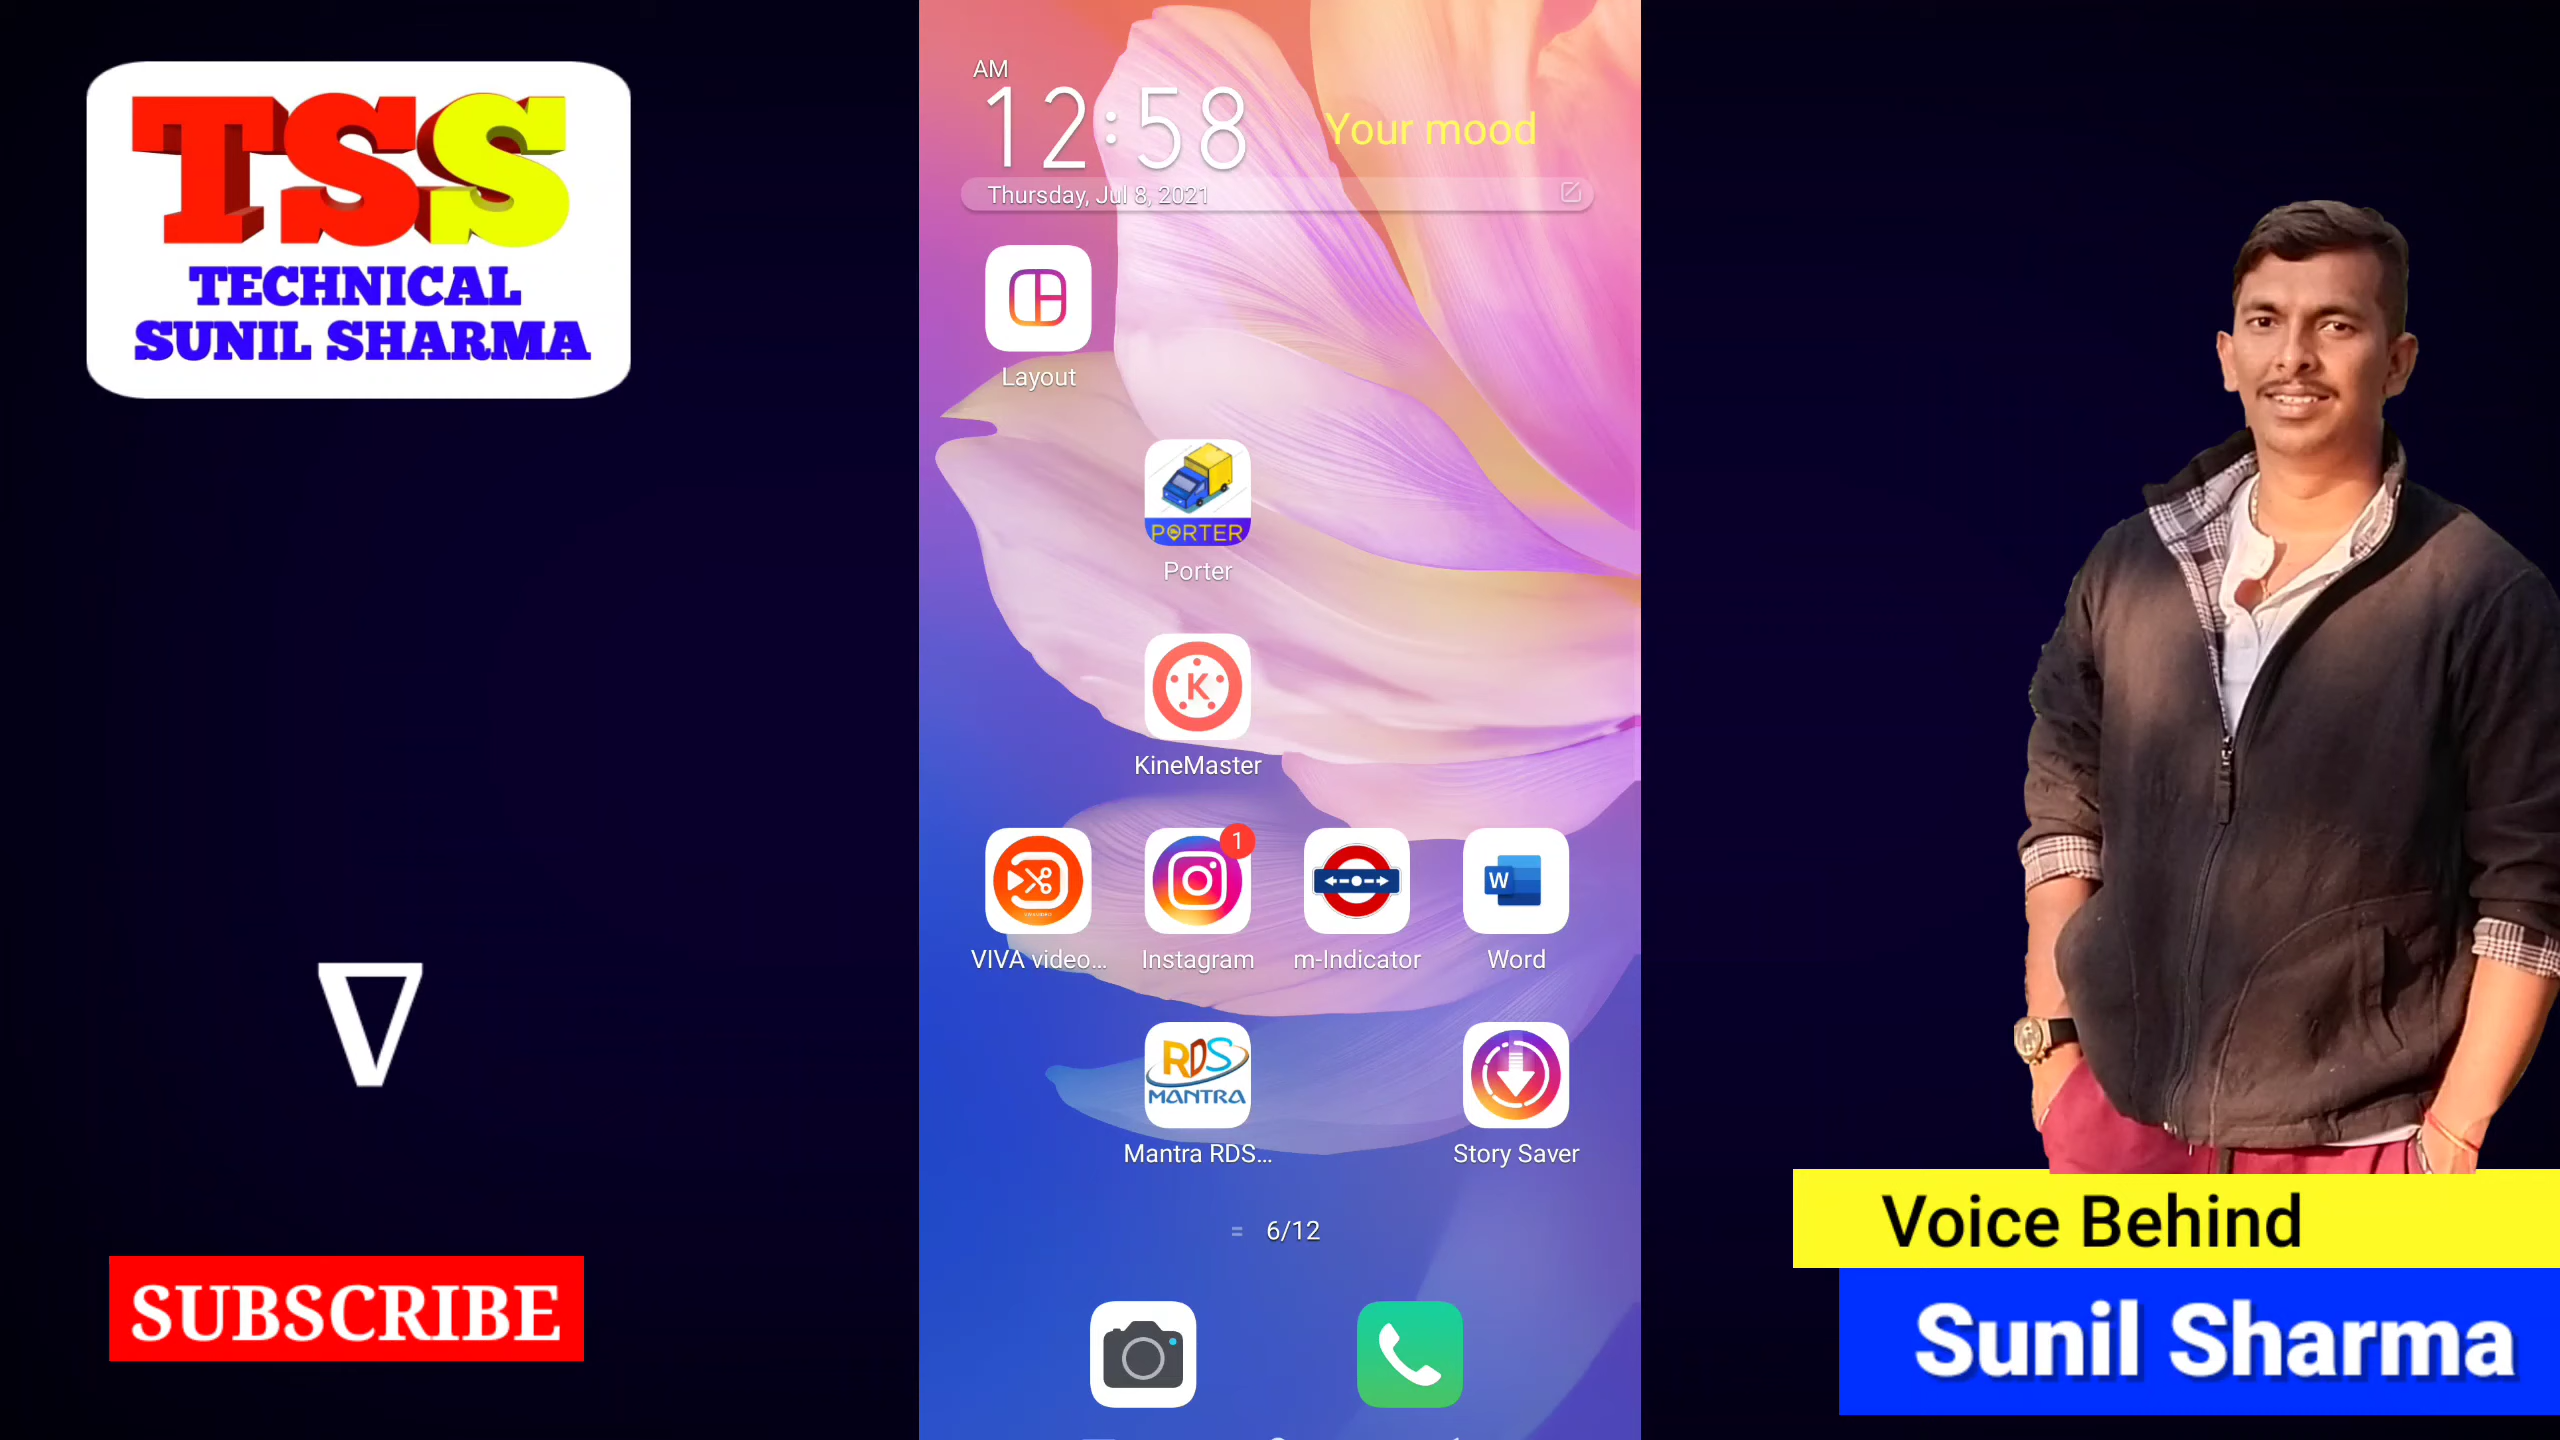 TSS
TECHNICAL
SUNIL SHARMA
SUBSCRIBE
AM
12:58
Your mood
Thursday, Jul 8, 2021
Layout
PORTER
Porter
K
KineMaster
1
VIVA video...
Instagram
m-Indicator
W
Word
RDS
MANTRA
Mantra RDS...
Story Saver
= 6/12
Voice Behind
Sunil Sharma